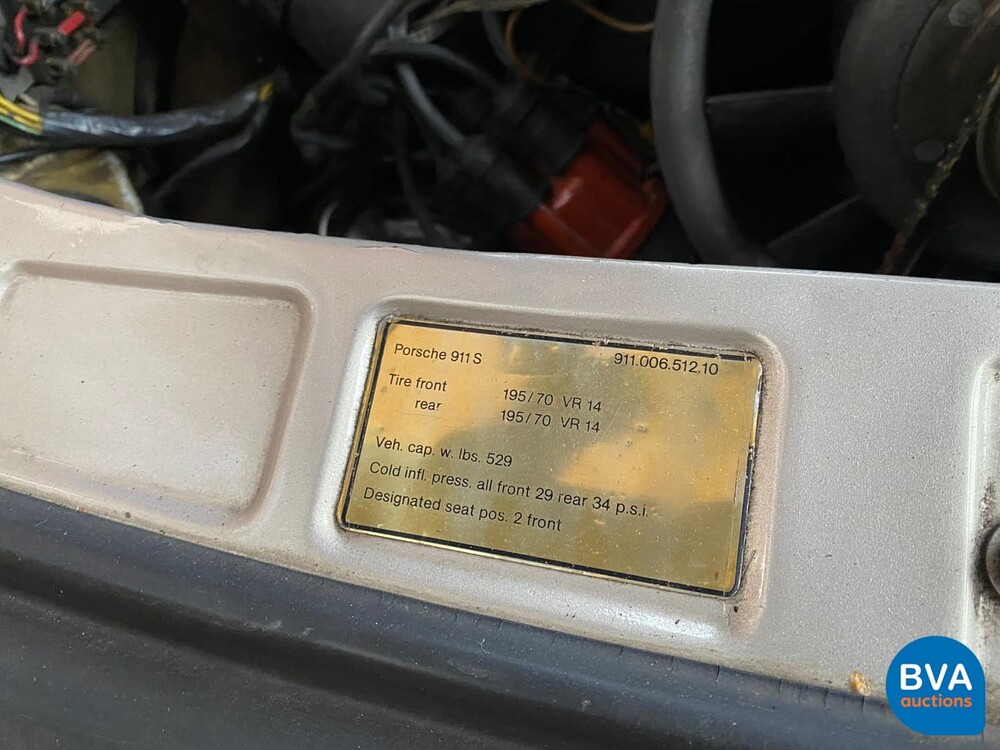 Porsche 911 S 911.006.512.10
Tire front 195/70 VR 14
rear 195/70 VR 14
Veh. cap. w. lbs. 529
Cold infl. press. all front 29 rear 34 p.s.i.
Designated seat pos. 2 front
BVA
auctions